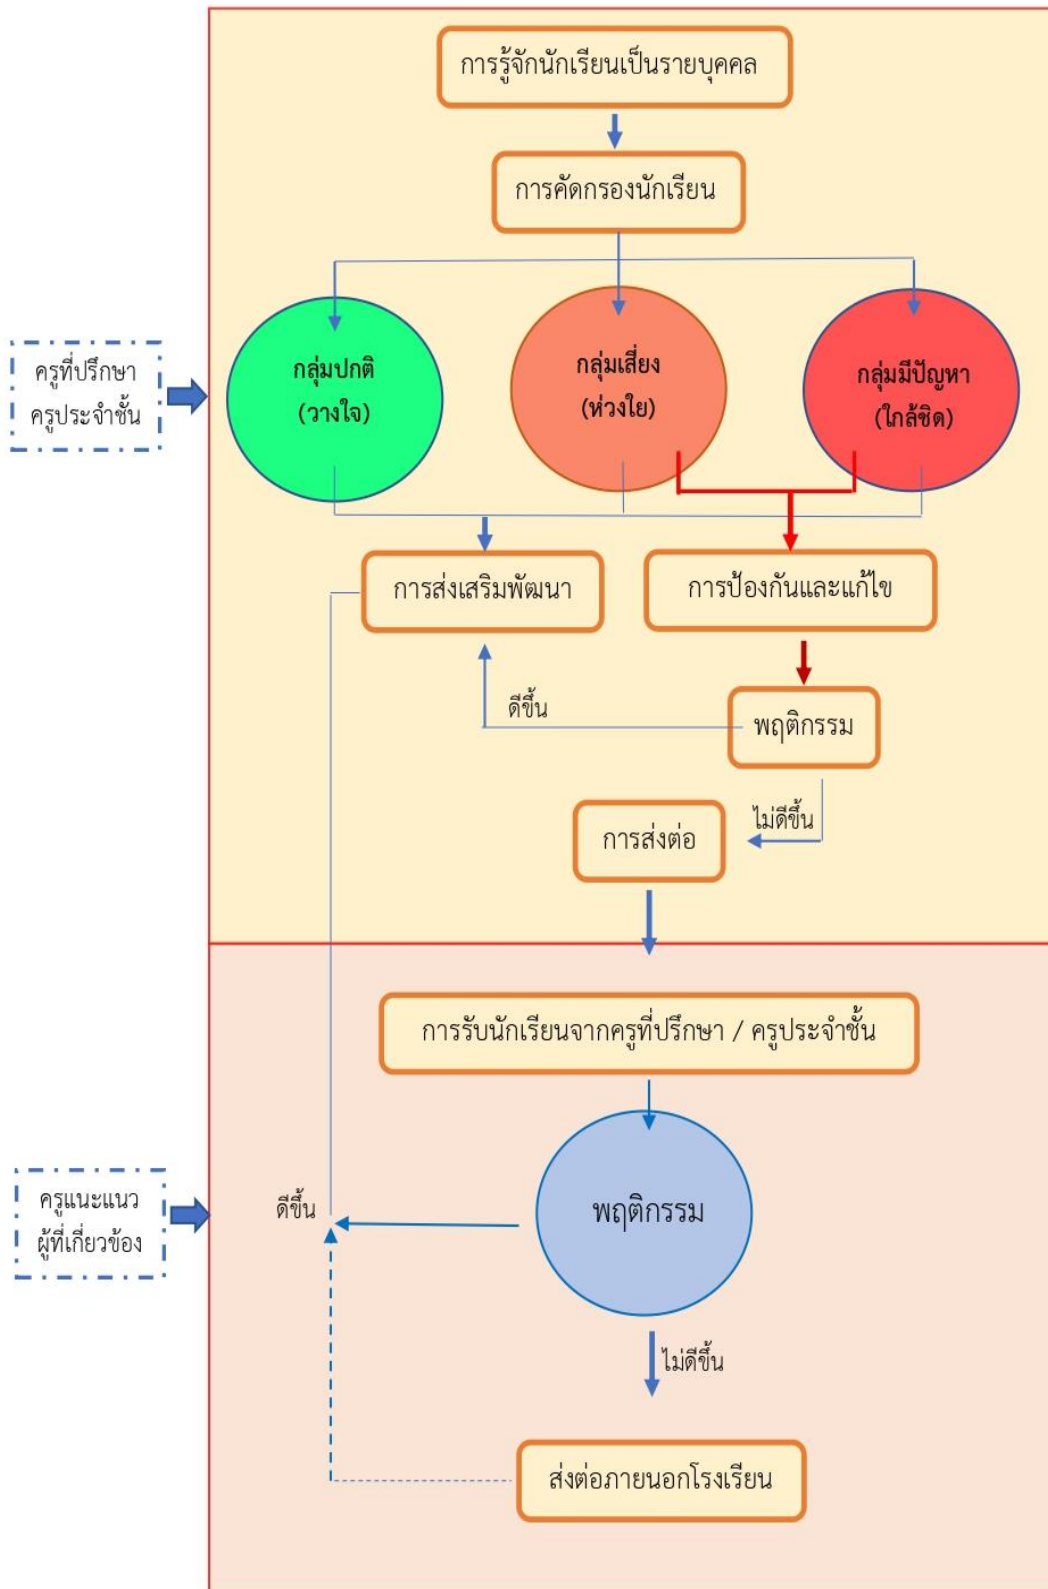 การรู้จักนักเรียนเป็นรายบุคคล
การคัดกรองนักเรียน
ครูที่ปรึกษา
ครูประจำชั้น
กลุ่มปกติ
(วางใจ)
กลุ่มเสี่ยง
(ห่วงใย)
กลุ่มมีปัญหา
(ใกล้ชิด)
การส่งเสริมพัฒนา
การป้องกันและแก้ไข
ดีขึ้น
พฤติกรรม
ไม่ดีขึ้น
การส่งต่อ
การรับนักเรียนจากครูที่ปรึกษา / ครูประจำชั้น
ครูแนะแนว
ผู้ที่เกี่ยวข้อง
ดีขึ้น
พฤติกรรม
ไม่ดีขึ้น
ส่งต่อภายนอกโรงเรียน